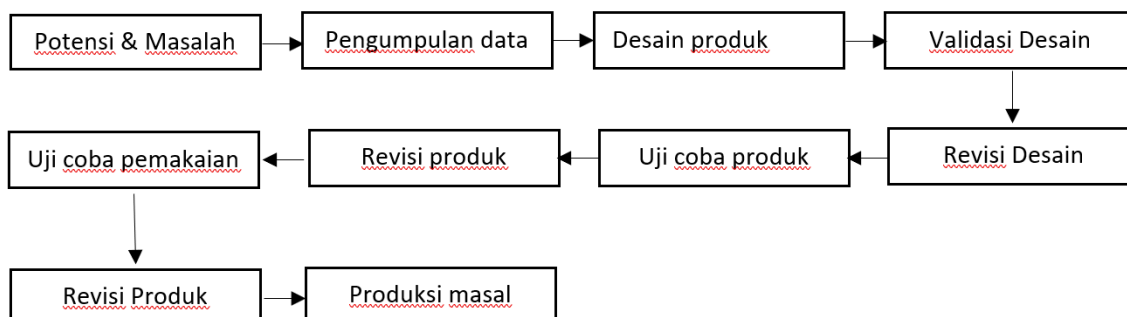 Potensi & Masalah
Pengumpulan data
Desain produk
Validasi Desain
Revisi Desain
Uji coba produk
Revisi produk
Uji coba pemakaian
Revisi Produk
Produksi masal